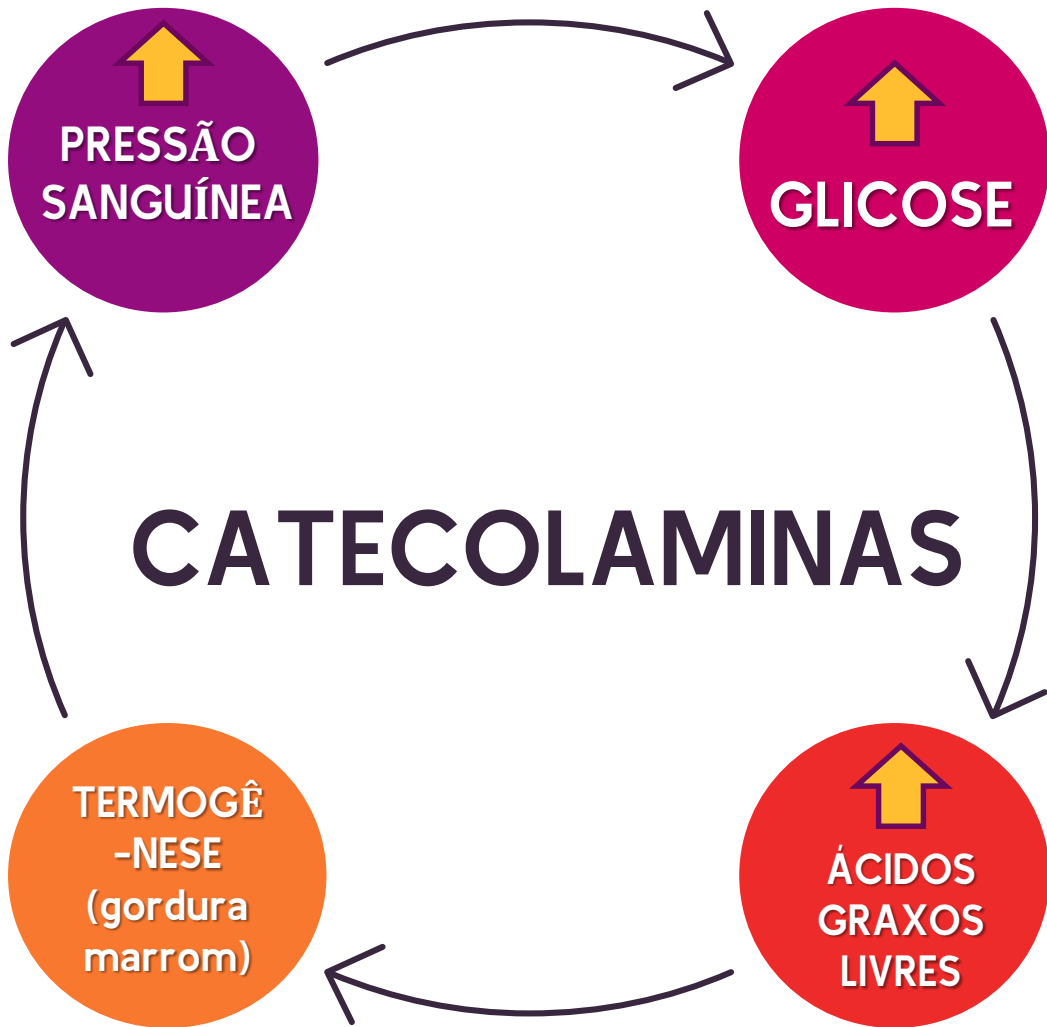 PRESSÃO
SANGUÍNEA
GLICOSE
CATECOLAMINAS
TERMOGÊ
-NESE
(gordura
marrom)
ÁCIDOS
GRAXOS
LIVRES